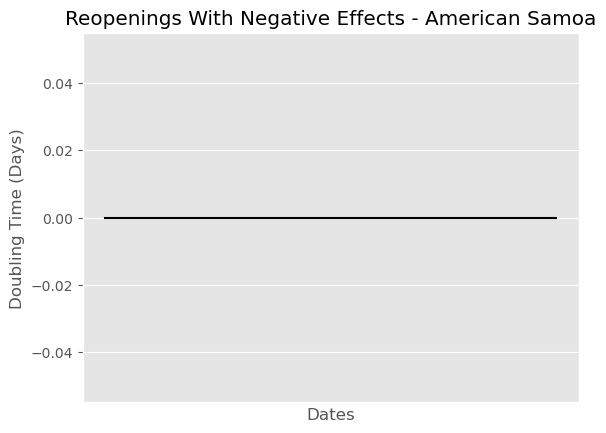 Reopenings With Negative Effects - American Samoa
Doubling Time (Days)
0.04
0.02
0.00
−0.02
−0.04
Dates